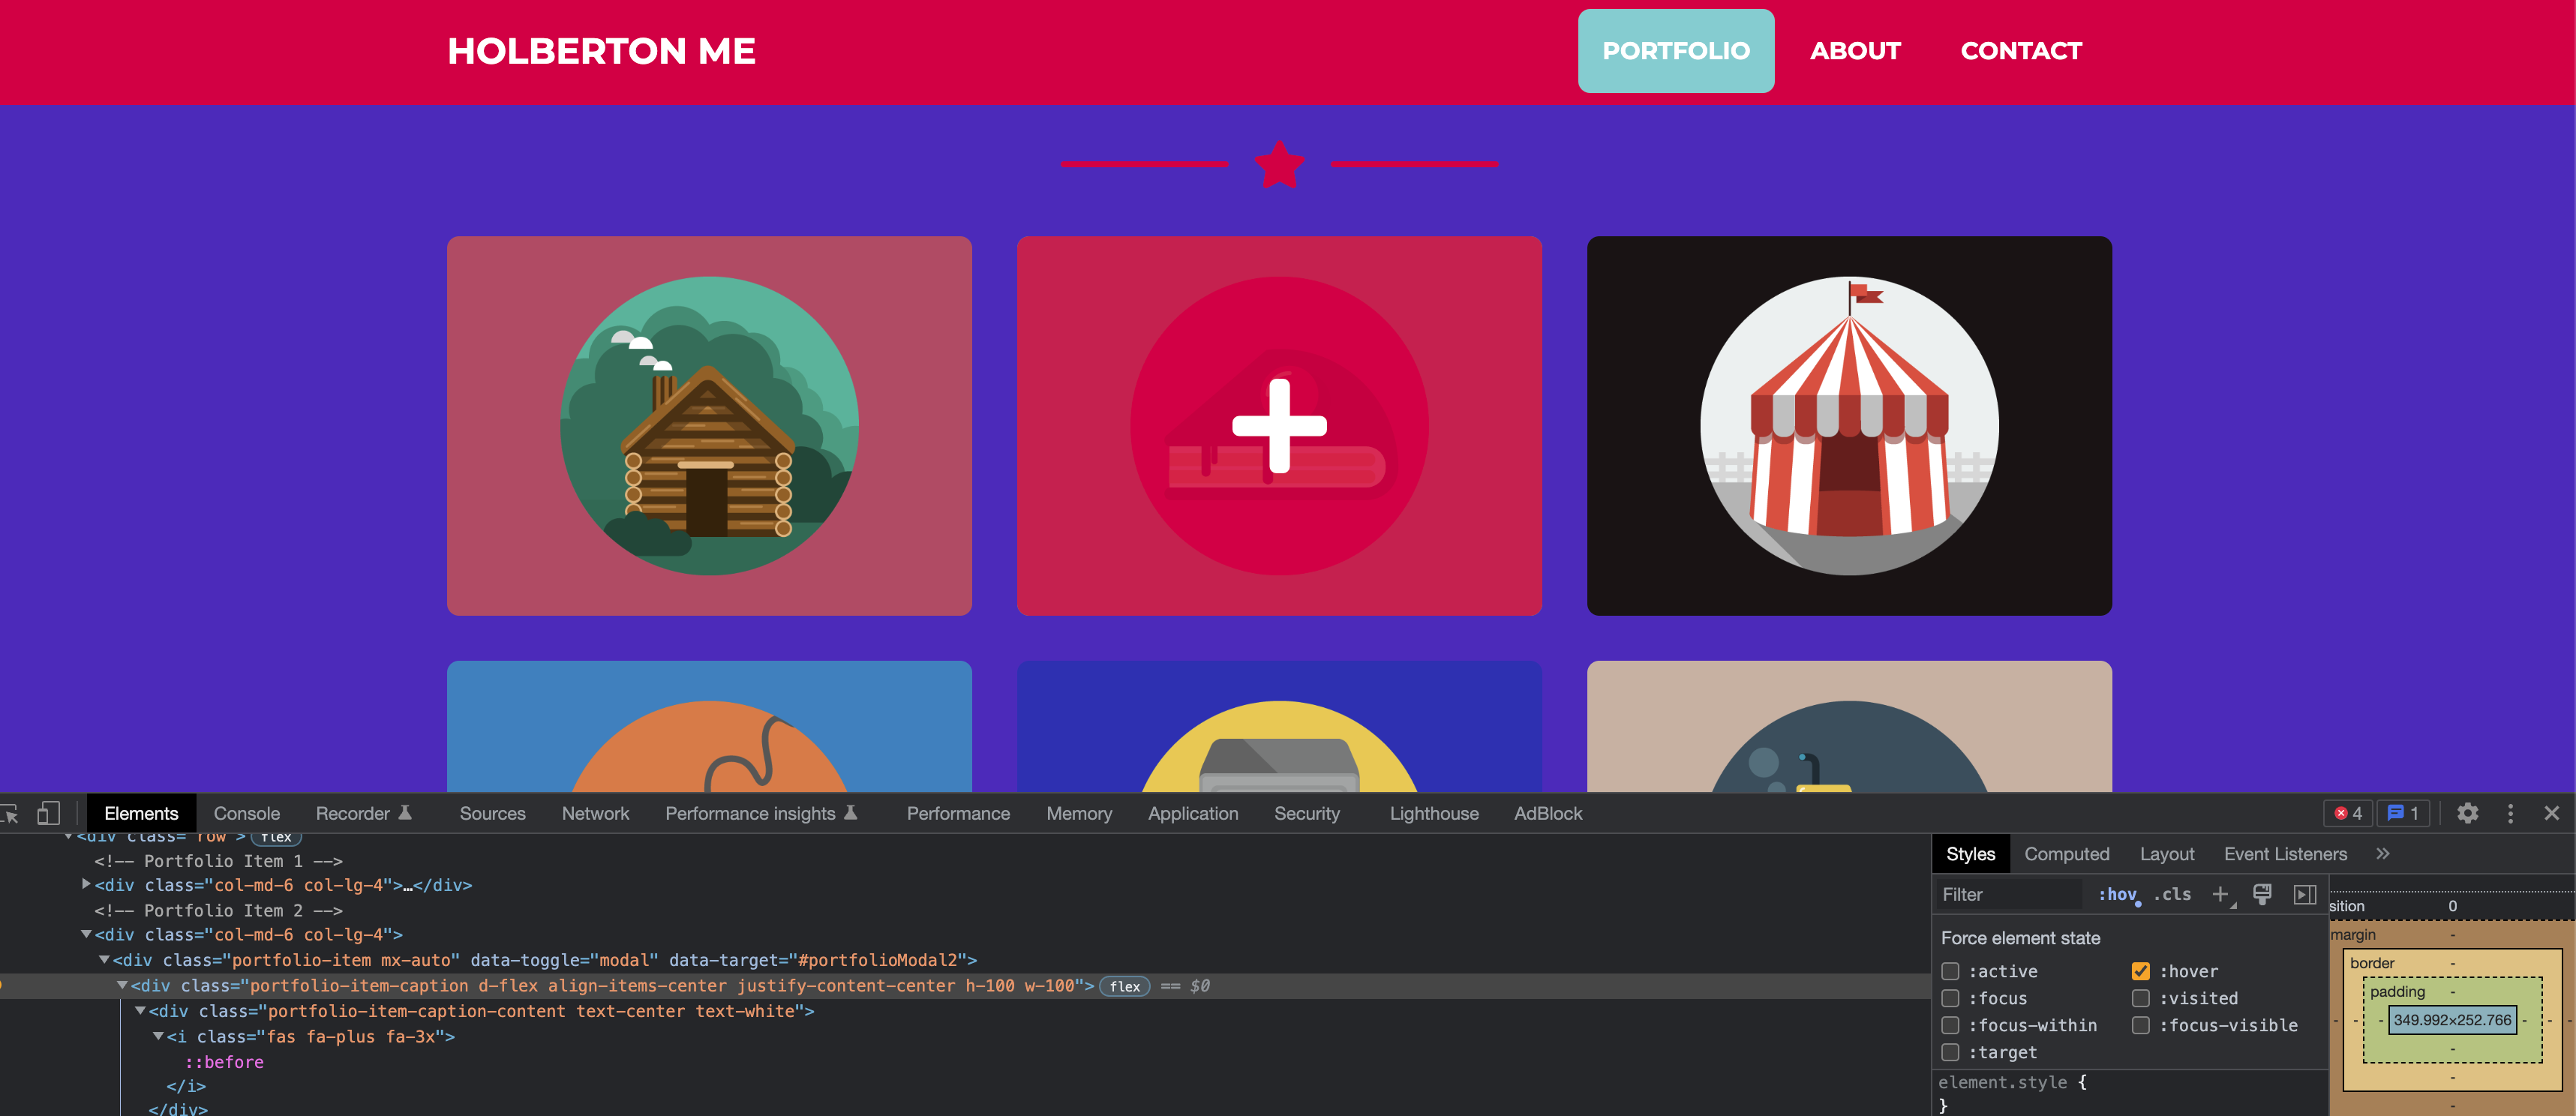 HOLBERTON ME
PORTFOLIO ABOUT CONTACT
Elements Console Recorder Sources Network Performance insights Performance Memory Application Security Lighthouse AdBlock 4 1
<div class="row"> flex
<!-- Portfolio Item 1 -->
<div class="col-md-6 col-lg-4">…</div>
<!-- Portfolio Item 2 -->
<div class="col-md-6 col-lg-4">
<div class="portfolio-item mx-auto" data-toggle="modal" data-target="#portfolioModal2">
<div class="portfolio-item-caption d-flex align-items-center justify-content-center h-100 w-100"> flex == $0
<div class="portfolio-item-caption-content text-center text-white">
<i class="fas fa-plus fa-3x">
::before
</i>
</div>
Styles Computed Layout Event Listeners »
Filter :hov .cls
Force element state
:active :hover
:focus :visited
:focus-within :focus-visible
:target
element.style {
}
sition 0
margin -
border -
padding -
- - - 349.992×252.766 - - -
-
-
-